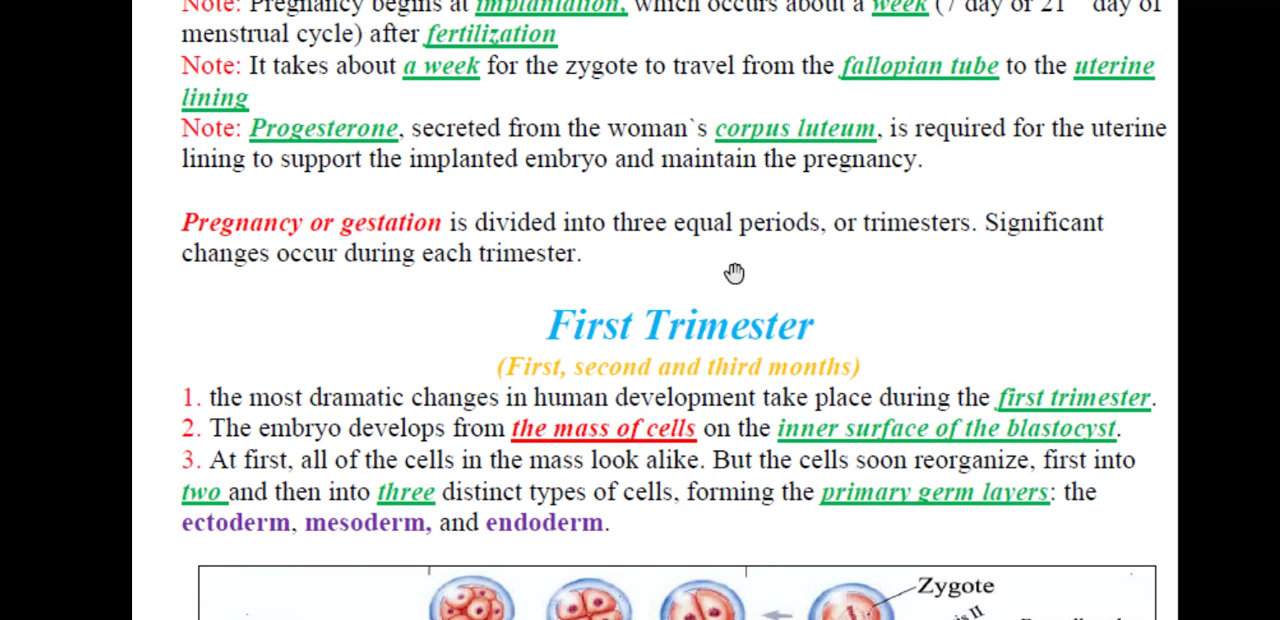 Note: Pregnancy begins at implantation, which occurs about a week (7 day or 21 day of
menstrual cycle) after fertilization
Note: It takes about a week for the zygote to travel from the fallopian tube to the uterine
lining
Note: Progesterone, secreted from the woman`s corpus luteum, is required for the uterine
lining to support the implanted embryo and maintain the pregnancy.
Pregnancy or gestation is divided into three equal periods, or trimesters. Significant
changes occur during each trimester.
First Trimester
(First, second and third months)
1. the most dramatic changes in human development take place during the first trimester.
2. The embryo develops from the mass of cells on the inner surface of the blastocyst.
3. At first, all of the cells in the mass look alike. But the cells soon reorganize, first into
two and then into three distinct types of cells, forming the primary germ layers: the
ectoderm, mesoderm, and endoderm.
Zygote